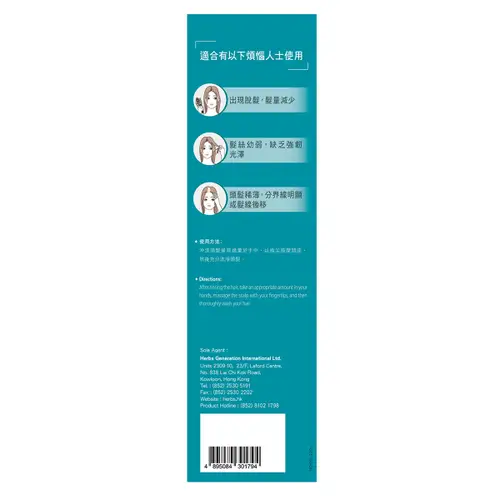 適合有以下煩惱人士使用
出現脫髮，髮量減少
髮絲幼弱，缺乏強韌
光澤
頭髮稀薄，分界線明顯
或髮線後移
• 使用方法:
• Directions:
After rinsing the hair, take an appropriate amount in your
hands, massage the scalp with your fingertips, and then
thoroughly wash your hair.
Sole Agent :
Herbs Generation International Ltd.
Units 2309-10, 23/F, Laford Centre,
No. 838 Lai Chi Kok Road,
Kowloon, Hong Kong
Tel : (852) 2530 5191
Fax : (852) 2530 2202
Website : herbs.hk
Product Hotline : (852) 8102 1798
4 895084 301794